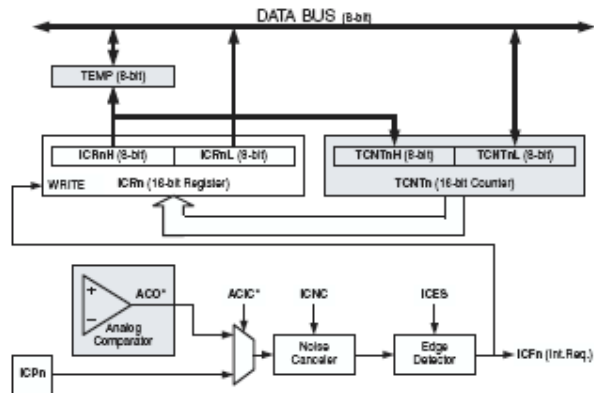 DATA BUS (8-bit)
TEMP (8-bit)
ICRnH (8-bit)
ICRnL (8-bit)
TCNTnH (8-bit)
TCNTnL (8-bit)
WRITE
ICRn (16-bit Register)
TCNTn (16-bit Counter)
+
−
ACO*
Analog
Comparator
ACIC*
ICNC
ICES
Noise
Canceler
Edge
Detector
ICFn (Int.Req.)
ICPn